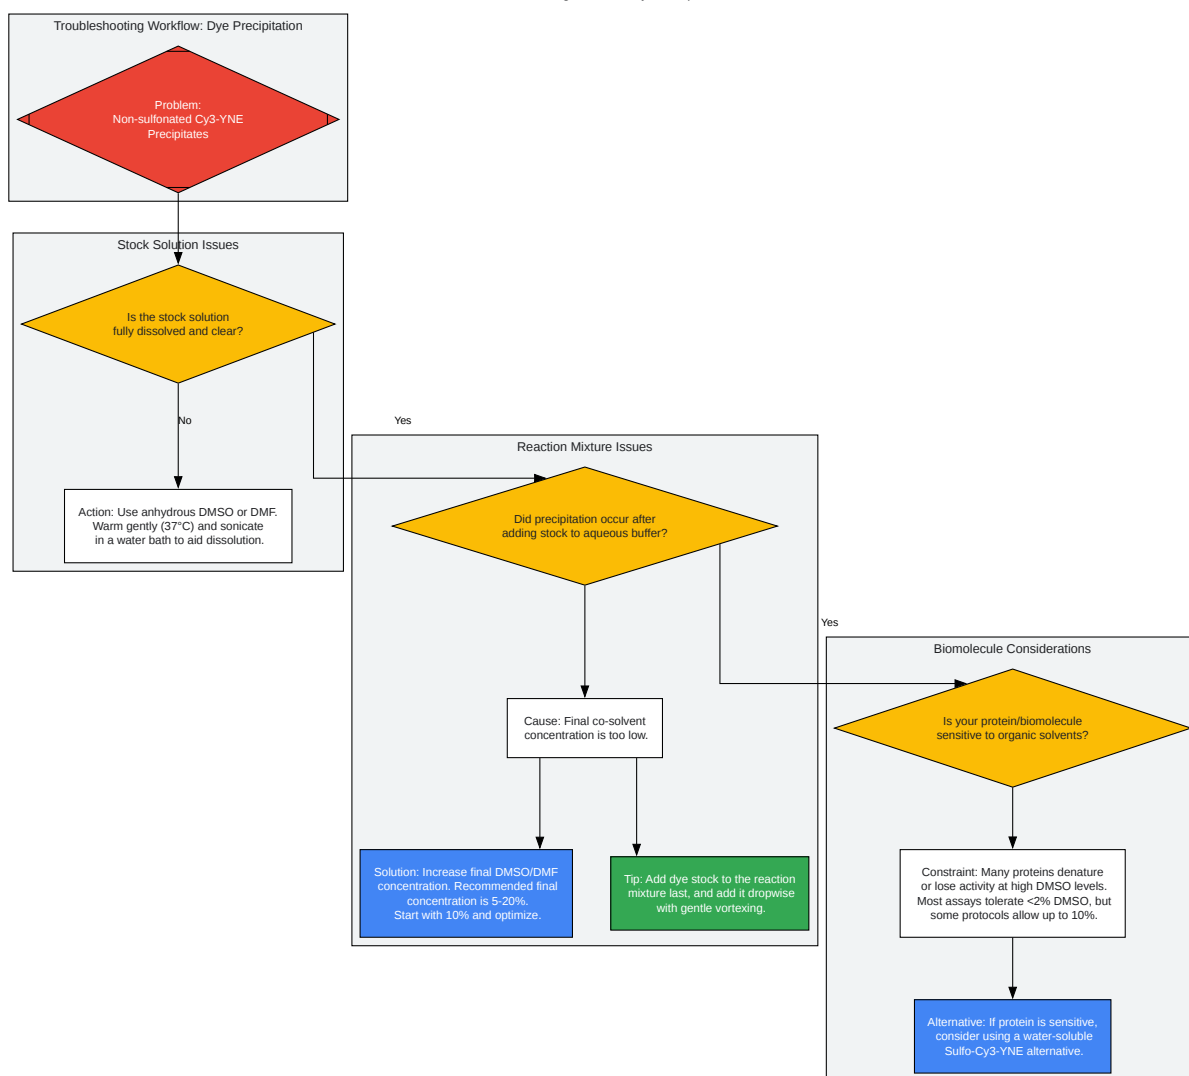 Troubleshooting Workflow: Dye Precipitation
Problem:
Non-sulfonated Cy3-YNE
Precipitates
Stock Solution Issues
Is the stock solution
fully dissolved and clear?
No
Yes
Action: Use anhydrous DMSO or DMF.
Warm gently (37°C) and sonicate
in a water bath to aid dissolution.
Reaction Mixture Issues
Did precipitation occur after
adding stock to aqueous buffer?
Yes
Cause: Final co-solvent
concentration is too low.
Solution: Increase final DMSO/DMF
concentration. Recommended final
concentration is 5-20%.
Start with 10% and optimize.
Tip: Add dye stock to the reaction
mixture last, and add it dropwise
with gentle vortexing.
Biomolecule Considerations
Is your protein/biomolecule
sensitive to organic solvents?
Constraint: Many proteins denature
or lose activity at high DMSO levels.
Most assays tolerate <2% DMSO, but
some protocols allow up to 10%.
Alternative: If protein is sensitive,
consider using a water-soluble
Sulfo-Cy3-YNE alternative.